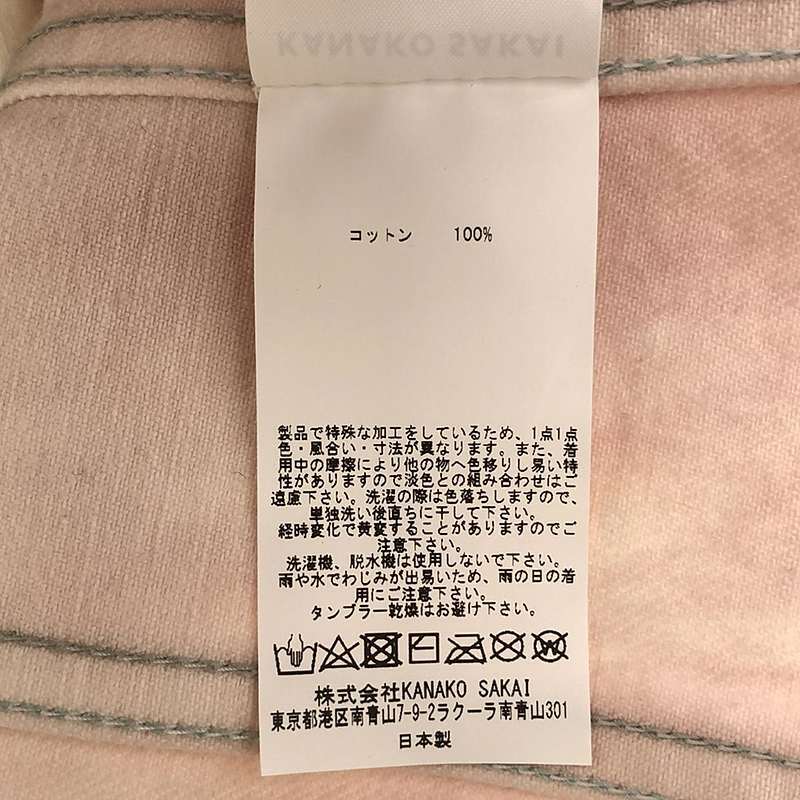 KANAKO SAKAI
コットン 100%
製品で特殊な加工をしているため、1点1点
色・風合い・寸法が異なります。また、着
用中の摩擦により他の物へ色移りし易い特
性がありますので淡色との組み合わせはご
遠慮下さい。洗濯の際は色落ちしますので、
単独洗い後直ちに干して下さい。
経時変化で黄変することがありますのでご
注意下さい。
洗濯機、脱水機は使用しないで下さい。
雨や水でわじみが出易いため、雨の日の着
用にご注意下さい。
タンブラー乾燥はお避け下さい。
株式会社KANAKO SAKAI
東京都港区南青山7-9-2ラクーラ南青山301
日本製